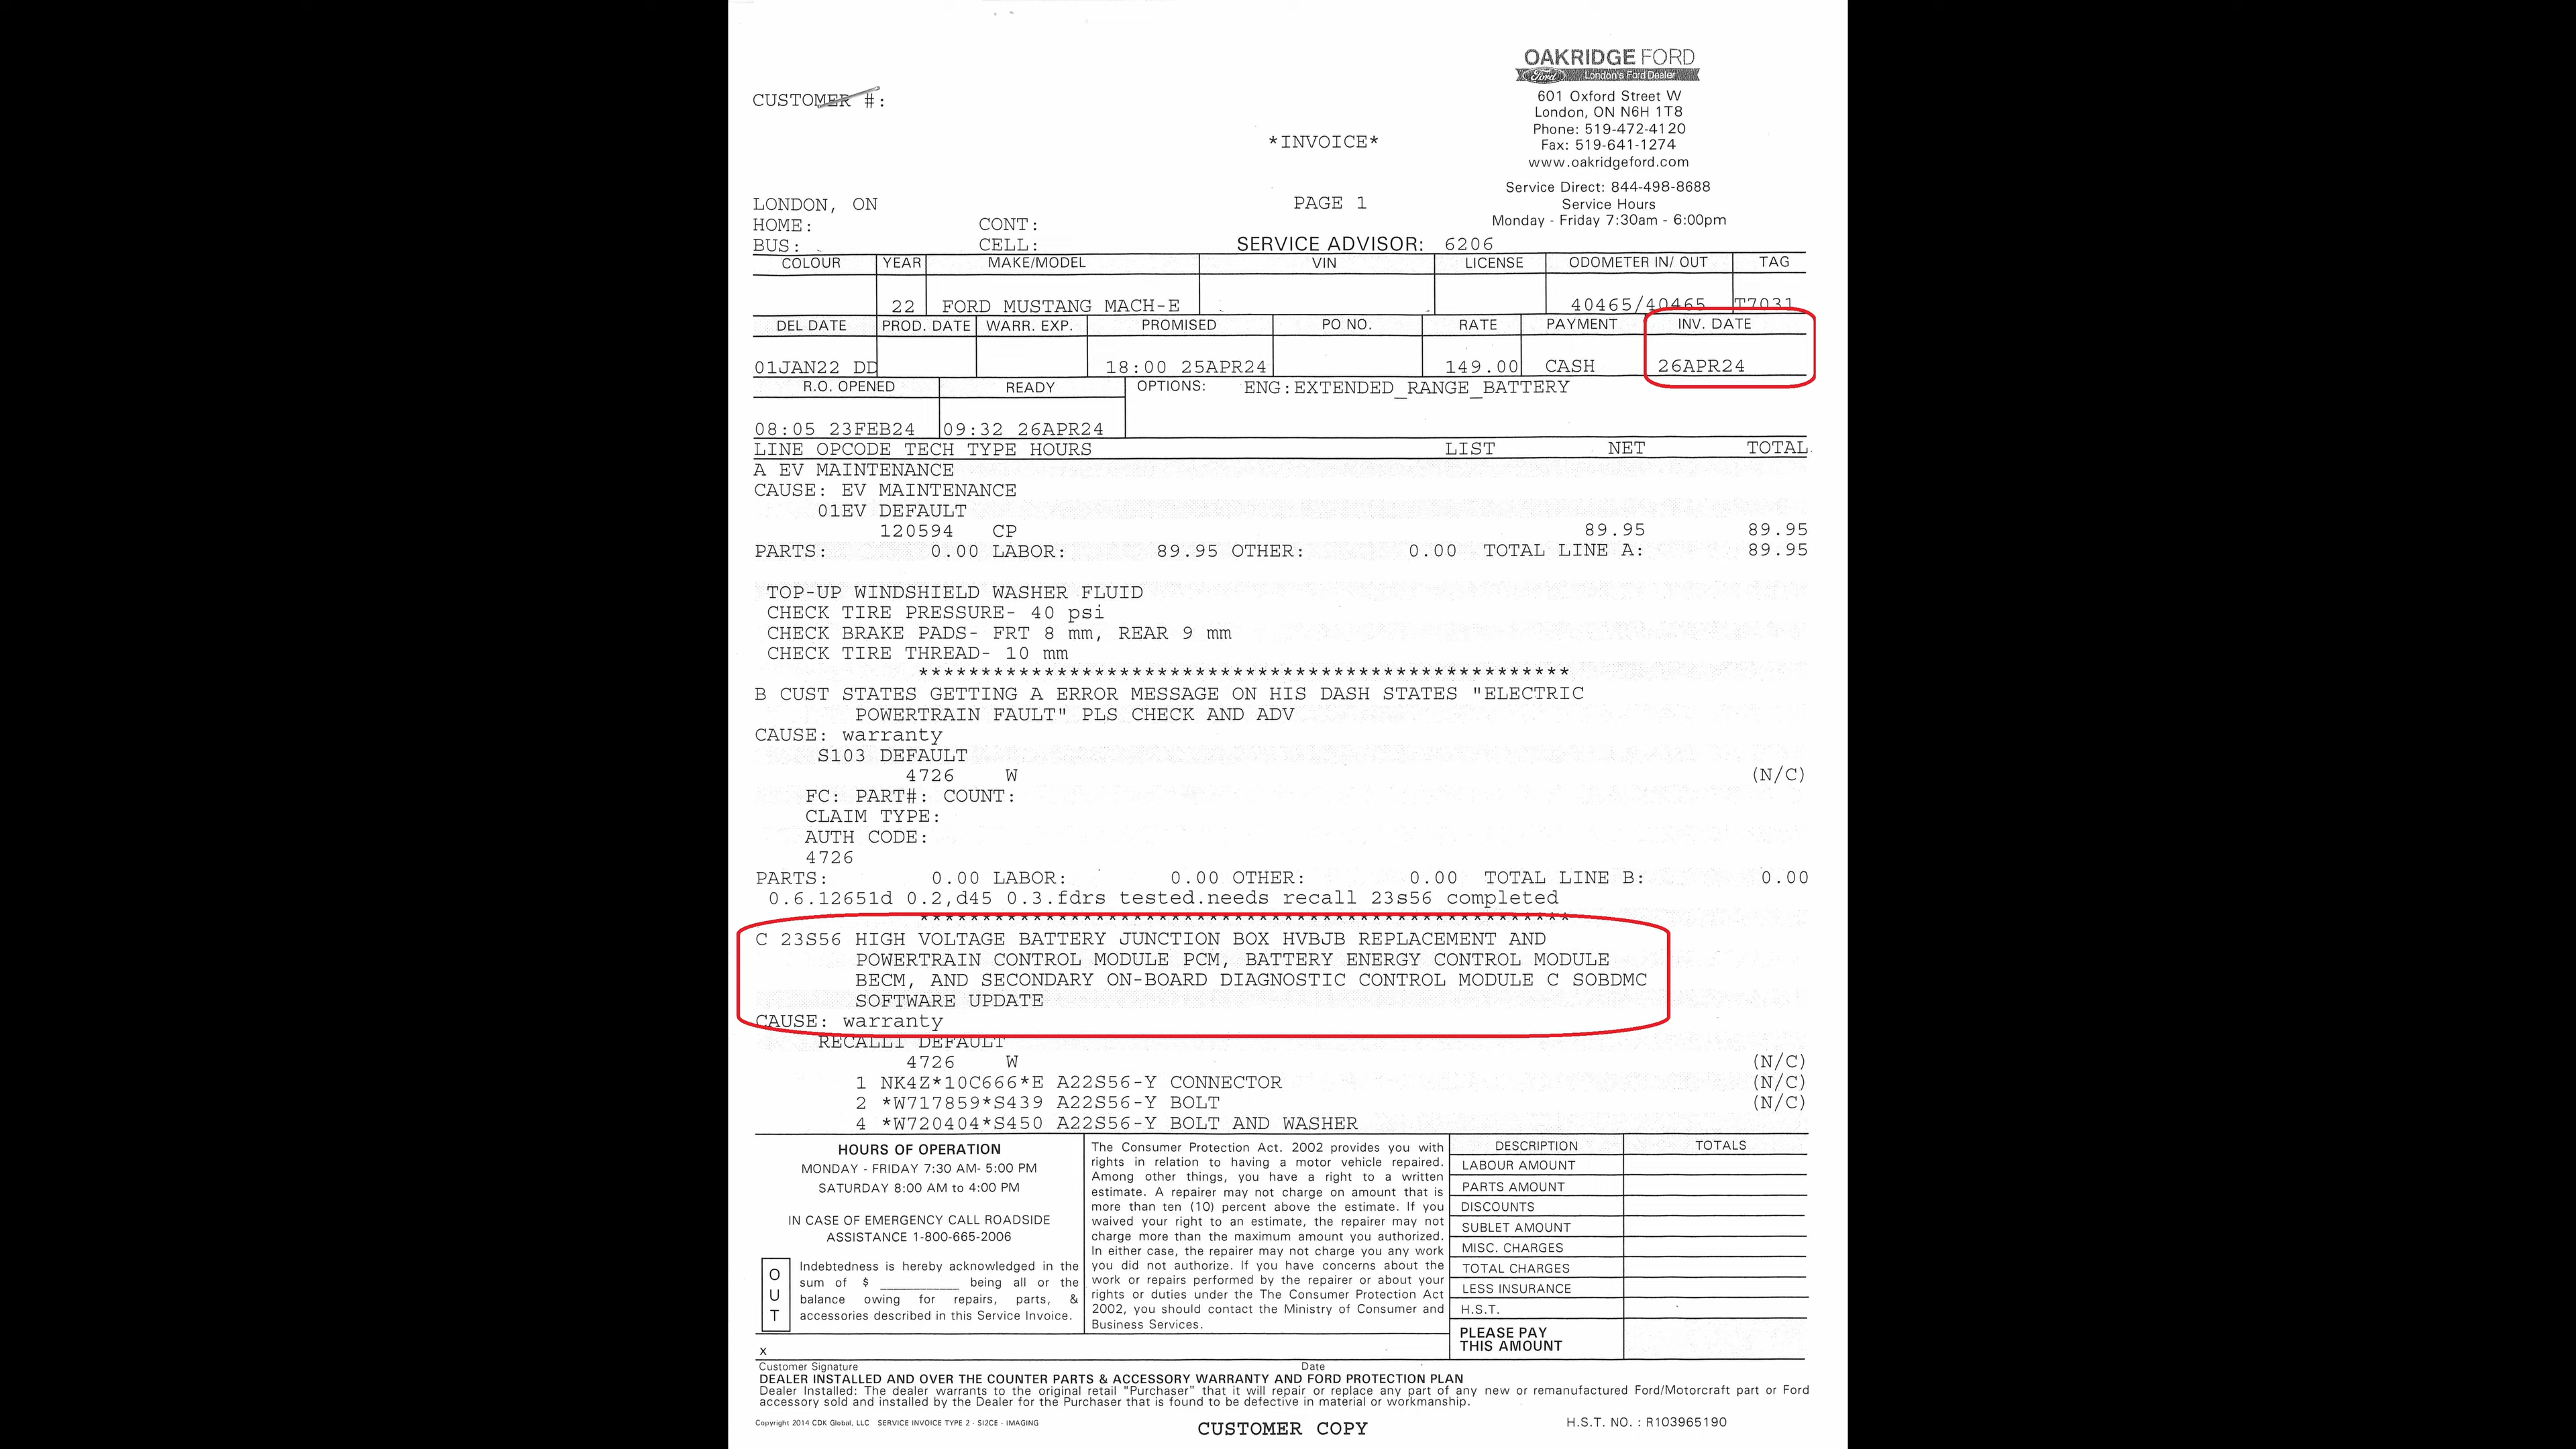 OAKRIDGE FORD
Ford London's Ford Dealer
601 Oxford Street W
London, ON N6H 1T8
Phone: 519-472-4120
Fax: 519-641-1274
www.oakridgeford.com
Service Direct: 844-498-8688
Service Hours
Monday - Friday 7:30am - 6:00pm
CUSTOMER #:
*INVOICE*
PAGE 1
LONDON, ON
HOME: CONT:
BUS: CELL: SERVICE ADVISOR: 6206
COLOUR YEAR MAKE/MODEL VIN LICENSE ODOMETER IN/ OUT TAG
22 FORD MUSTANG MACH-E 40465/40465 T7031
DEL DATE PROD. DATE WARR. EXP. PROMISED PO NO. RATE PAYMENT INV. DATE
01JAN22 DD 18:00 25APR24 149.00 CASH 26APR24
R.O. OPENED READY OPTIONS: ENG:EXTENDED_RANGE_BATTERY
08:05 23FEB24 09:32 26APR24
LINE OPCODE TECH TYPE HOURS LIST NET TOTAL
A EV MAINTENANCE
CAUSE: EV MAINTENANCE
01EV DEFAULT
120594 CP 89.95 89.95
PARTS: 0.00 LABOR: 89.95 OTHER: 0.00 TOTAL LINE A: 89.95
TOP-UP WINDSHIELD WASHER FLUID
CHECK TIRE PRESSURE- 40 psi
CHECK BRAKE PADS- FRT 8 mm, REAR 9 mm
CHECK TIRE THREAD- 10 mm
****************************************************
B CUST STATES GETTING A ERROR MESSAGE ON HIS DASH STATES "ELECTRIC
POWERTRAIN FAULT" PLS CHECK AND ADV
CAUSE: warranty
S103 DEFAULT
4726 W (N/C)
FC: PART#: COUNT:
CLAIM TYPE:
AUTH CODE:
4726
PARTS: 0.00 LABOR: 0.00 OTHER: 0.00 TOTAL LINE B: 0.00
0.6.12651d 0.2,d45 0.3.fdrs tested.needs recall 23s56 completed
****************************************************
C 23S56 HIGH VOLTAGE BATTERY JUNCTION BOX HVBJB REPLACEMENT AND
POWERTRAIN CONTROL MODULE PCM, BATTERY ENERGY CONTROL MODULE
BECM, AND SECONDARY ON-BOARD DIAGNOSTIC CONTROL MODULE C SOBDMC
SOFTWARE UPDATE
CAUSE: warranty
RECALL1 DEFAULT
4726 W (N/C)
1 NK4Z*10C666*E A22S56-Y CONNECTOR (N/C)
2 *W717859*S439 A22S56-Y BOLT (N/C)
4 *W720404*S450 A22S56-Y BOLT AND WASHER
HOURS OF OPERATION
MONDAY - FRIDAY 7:30 AM- 5:00 PM
SATURDAY 8:00 AM to 4:00 PM
IN CASE OF EMERGENCY CALL ROADSIDE
ASSISTANCE 1-800-665-2006
OUT
Indebtedness is hereby acknowledged in the
sum of $ ____________ being all or the
balance owing for repairs, parts, &
accessories described in this Service Invoice.
The Consumer Protection Act. 2002 provides you with
rights in relation to having a motor vehicle repaired.
Among other things, you have a right to a written
estimate. A repairer may not charge on amount that is
more than ten (10) percent above the estimate. If you
waived your right to an estimate, the repairer may not
charge more than the maximum amount you authorized.
In either case, the repairer may not charge you any work
you did not authorize. If you have concerns about the
work or repairs performed by the repairer or about your
rights or duties under the The Consumer Protection Act
2002, you should contact the Ministry of Consumer and
Business Services.
DESCRIPTION TOTALS
LABOUR AMOUNT
PARTS AMOUNT
DISCOUNTS
SUBLET AMOUNT
MISC. CHARGES
TOTAL CHARGES
LESS INSURANCE
H.S.T.
PLEASE PAY
THIS AMOUNT
x
Customer Signature Date
DEALER INSTALLED AND OVER THE COUNTER PARTS & ACCESSORY WARRANTY AND FORD PROTECTION PLAN
Dealer Installed: The dealer warrants to the original retail "Purchaser" that it will repair or replace any part of any new or remanufactured Ford/Motorcraft part or Ford
accessory sold and installed by the Dealer for the Purchaser that is found to be defective in material or workmanship.
Copyright 2014 CDK Global, LLC SERVICE INVOICE TYPE 2 - SI2CE - IMAGING
CUSTOMER COPY
H.S.T. NO. : R103965190